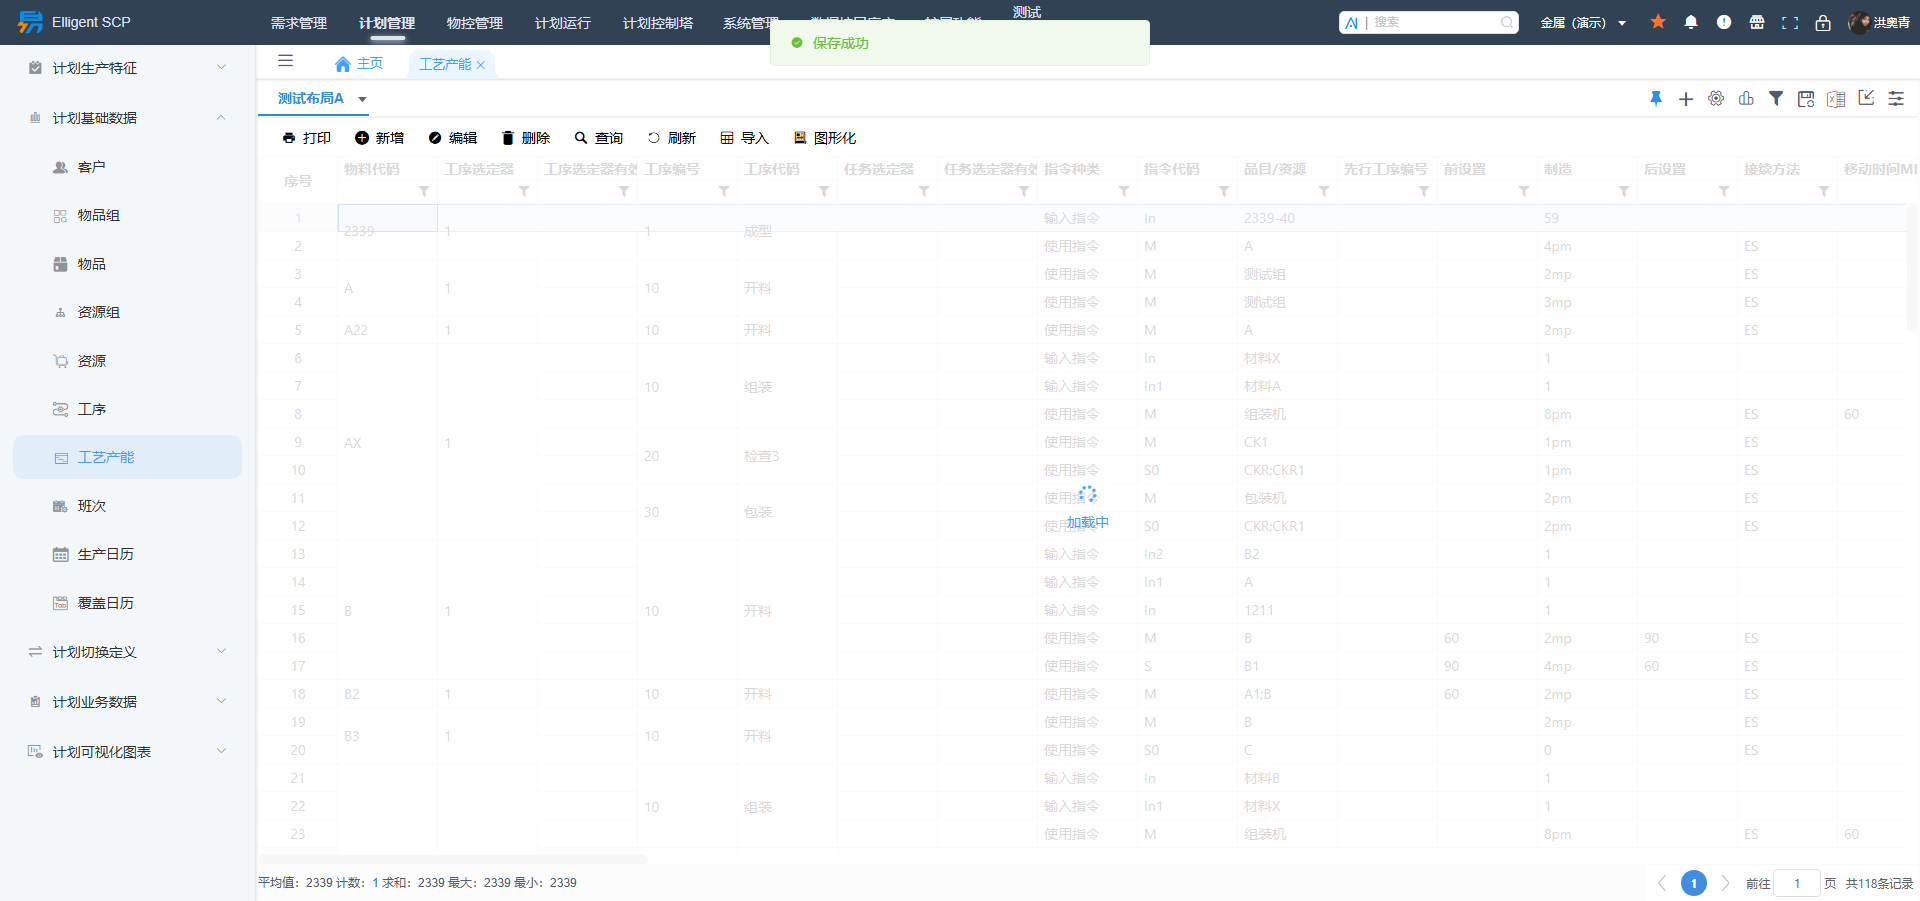 Elligent SCP
需求管理 计划管理 物控管理 计划运行 计划控制塔 系统管理 测试
AI | 搜索
金属（演示）
洪奥青
保存成功
计划生产特征
计划基础数据
客户
物品组
物品
资源组
资源
工序
工艺产能
班次
生产日历
覆盖日历
计划切换定义
计划业务数据
计划可视化图表
主页 工艺产能
测试布局A
打印 新增 编辑 删除 查询 刷新 导入 图形化
序号 物料代码 工序选定器 工序选定器有效 工序编号 工序代码 任务选定器 任务选定器有效 指令种类 指令代码 品目/资源 先行工序编号 前设置 制造 后设置 接续方法 移动时间MI
1 2339 1 1 成型 输入指令 In 2339-40 59
2 使用指令 M A 4pm ES
3 A 1 10 开料 使用指令 M 测试组 2mp ES
4 使用指令 M 测试组 3mp ES
5 A22 1 10 开料 使用指令 M A 2mp ES
6 输入指令 In 材料X 1
7 10 组装 输入指令 In1 材料A 1
8 使用指令 M 组装机 8pm ES 60
9 AX 1 使用指令 M CK1 1pm ES
10 20 检查3 使用指令 S0 CKR;CKR1 1pm ES
11 使用指令 M 包装机 2pm ES
12 30 包装 使用指令 S0 CKR;CKR1 2pm ES
加载中
13 输入指令 In2 B2 1
14 输入指令 In1 A 1
15 B 1 10 开料 输入指令 In 1211 1
16 使用指令 M B 60 2mp 90 ES
17 使用指令 S B1 90 4mp 60 ES
18 B2 1 10 开料 使用指令 M A1;B 60 2mp ES
19 B3 1 10 开料 使用指令 M B 2mp ES
20 使用指令 S0 C 0 ES
21 输入指令 In 材料B 1
22 10 组装 输入指令 In1 材料X 1
23 使用指令 M 组装机 8pm ES 60
平均值：2339 计数：1 求和：2339 最大：2339 最小：2339
1 前往 1 页 共118条记录